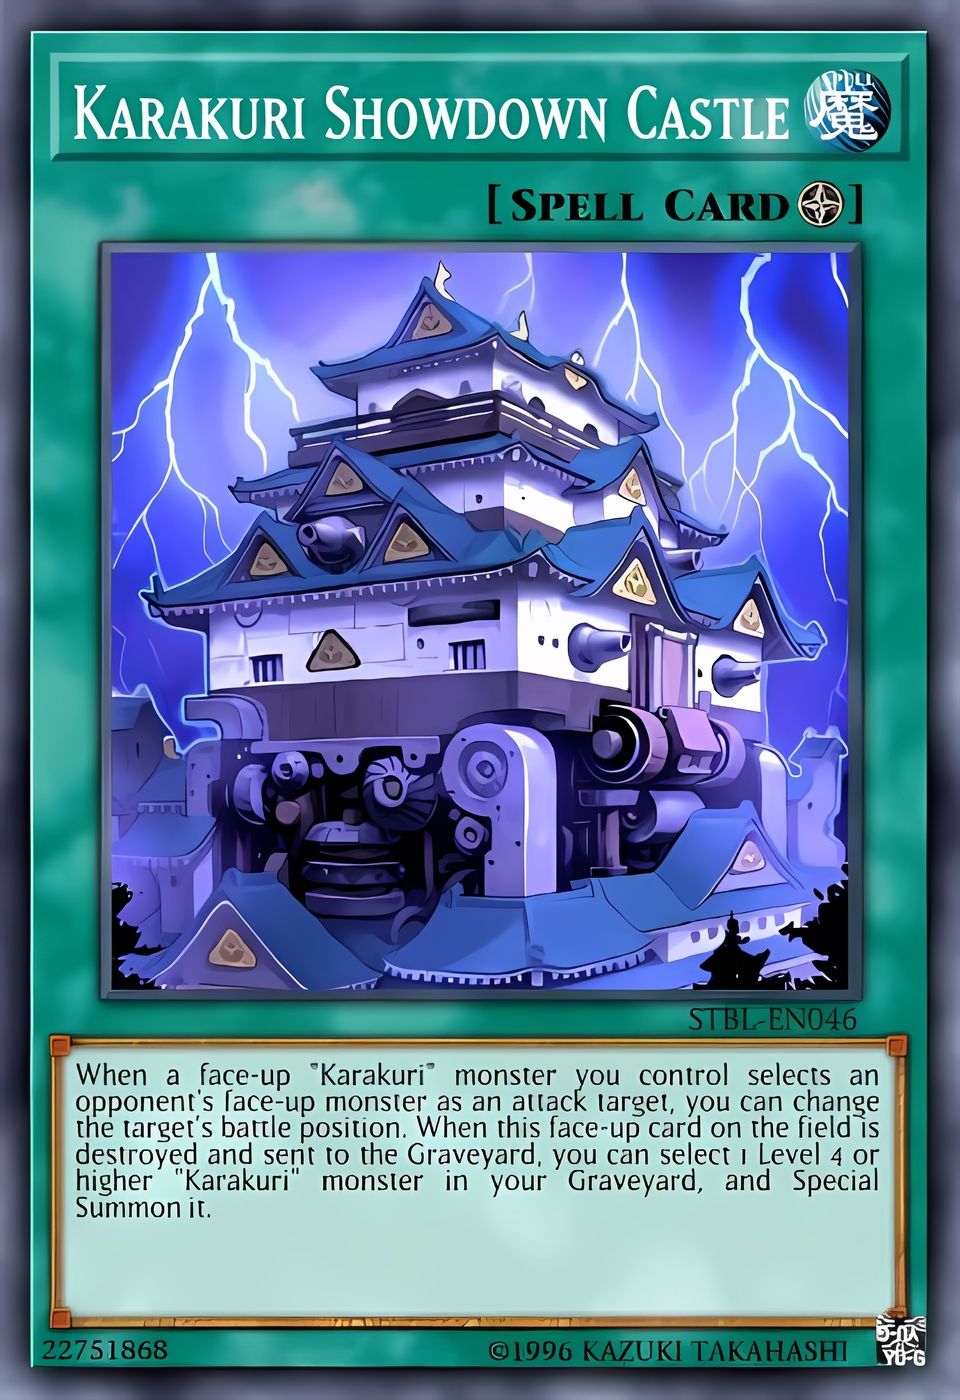 KARAKURI SHOWDOWN CASTLE 魔
[SPELL CARD]
STBL-EN046
When a face-up "Karakuri" monster you control selects an
opponent's face-up monster as an attack target, you can change
the target's battle position. When this face-up card on the field is
destroyed and sent to the Graveyard, you can select 1 Level 4 or
higher "Karakuri" monster in your Graveyard, and Special
Summon it.
22751868
©1996 KAZUKI TAKAHASHI